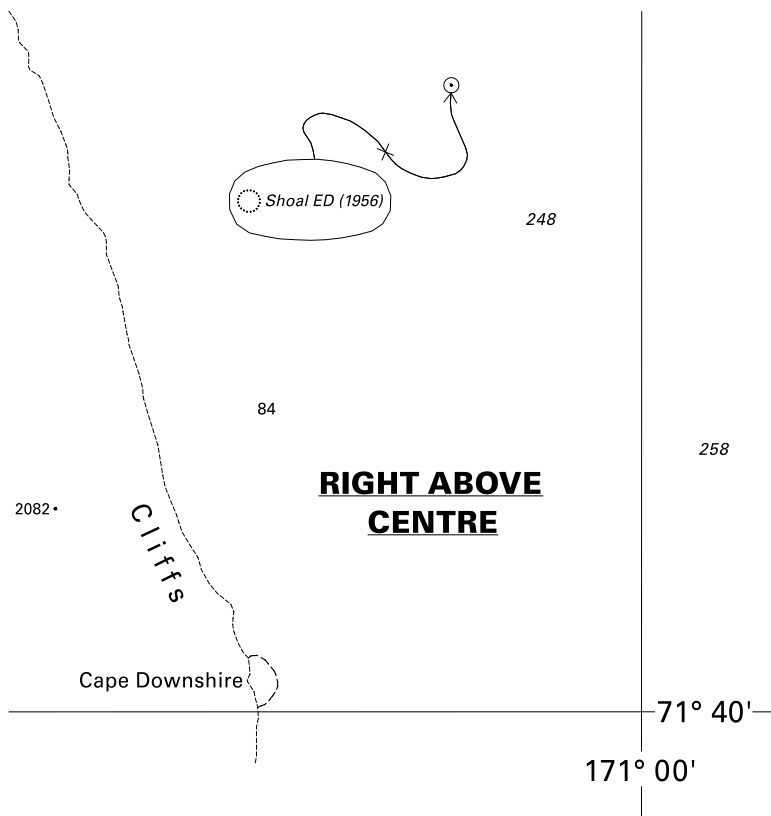 Shoal ED (1956)
248
84
258
RIGHT ABOVE
CENTRE
2082
Cliffs
Cape Downshire
71° 40'
171° 00'